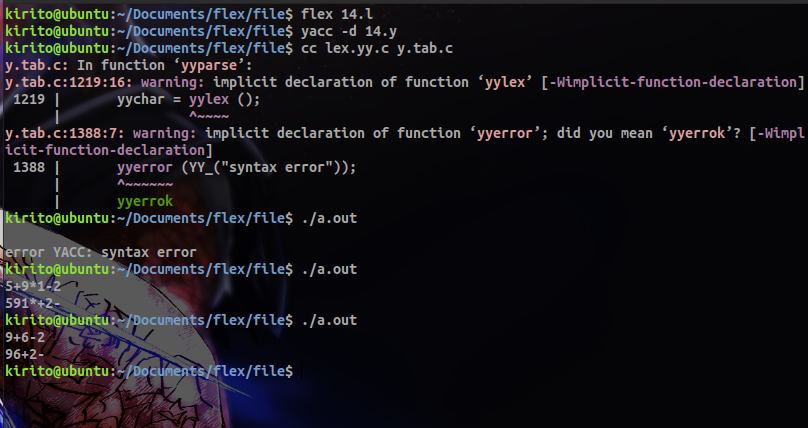 kirito@ubuntu:~/Documents/flex/file$ flex 14.l
kirito@ubuntu:~/Documents/flex/file$ yacc -d 14.y
kirito@ubuntu:~/Documents/flex/file$ cc lex.yy.c y.tab.c
y.tab.c: In function ‘yyparse’:
y.tab.c:1219:16: warning: implicit declaration of function ‘yylex’ [-Wimplicit-function-declaration]
 1219 |       yychar = yylex ();
      |                ^~~~~
y.tab.c:1388:7: warning: implicit declaration of function ‘yyerror’; did you mean ‘yyerrok’? [-Wimpl
icit-function-declaration]
 1388 |       yyerror (YY_("syntax error"));
      |       ^~~~~~~
      |       yyerrok
kirito@ubuntu:~/Documents/flex/file$ ./a.out

error YACC: syntax error
kirito@ubuntu:~/Documents/flex/file$ ./a.out
5+9*1-2
591*+2-
kirito@ubuntu:~/Documents/flex/file$ ./a.out
9+6-2
96+2-
kirito@ubuntu:~/Documents/flex/file$